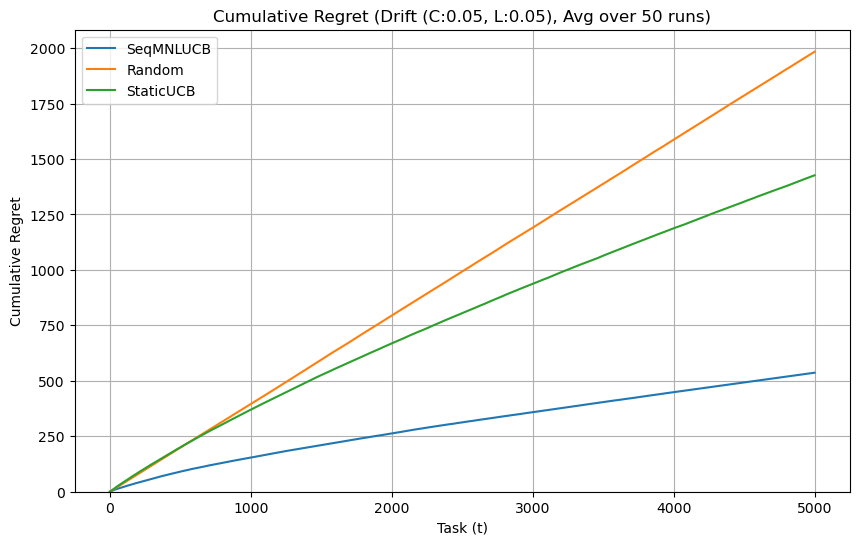 Cumulative Regret (Drift (C:0.05, L:0.05), Avg over 50 runs)
SeqMNLUCB
Random
StaticUCB
Cumulative Regret
2000
1750
1500
1250
1000
750
500
250
0
0 1000 2000 3000 4000 5000
Task (t)